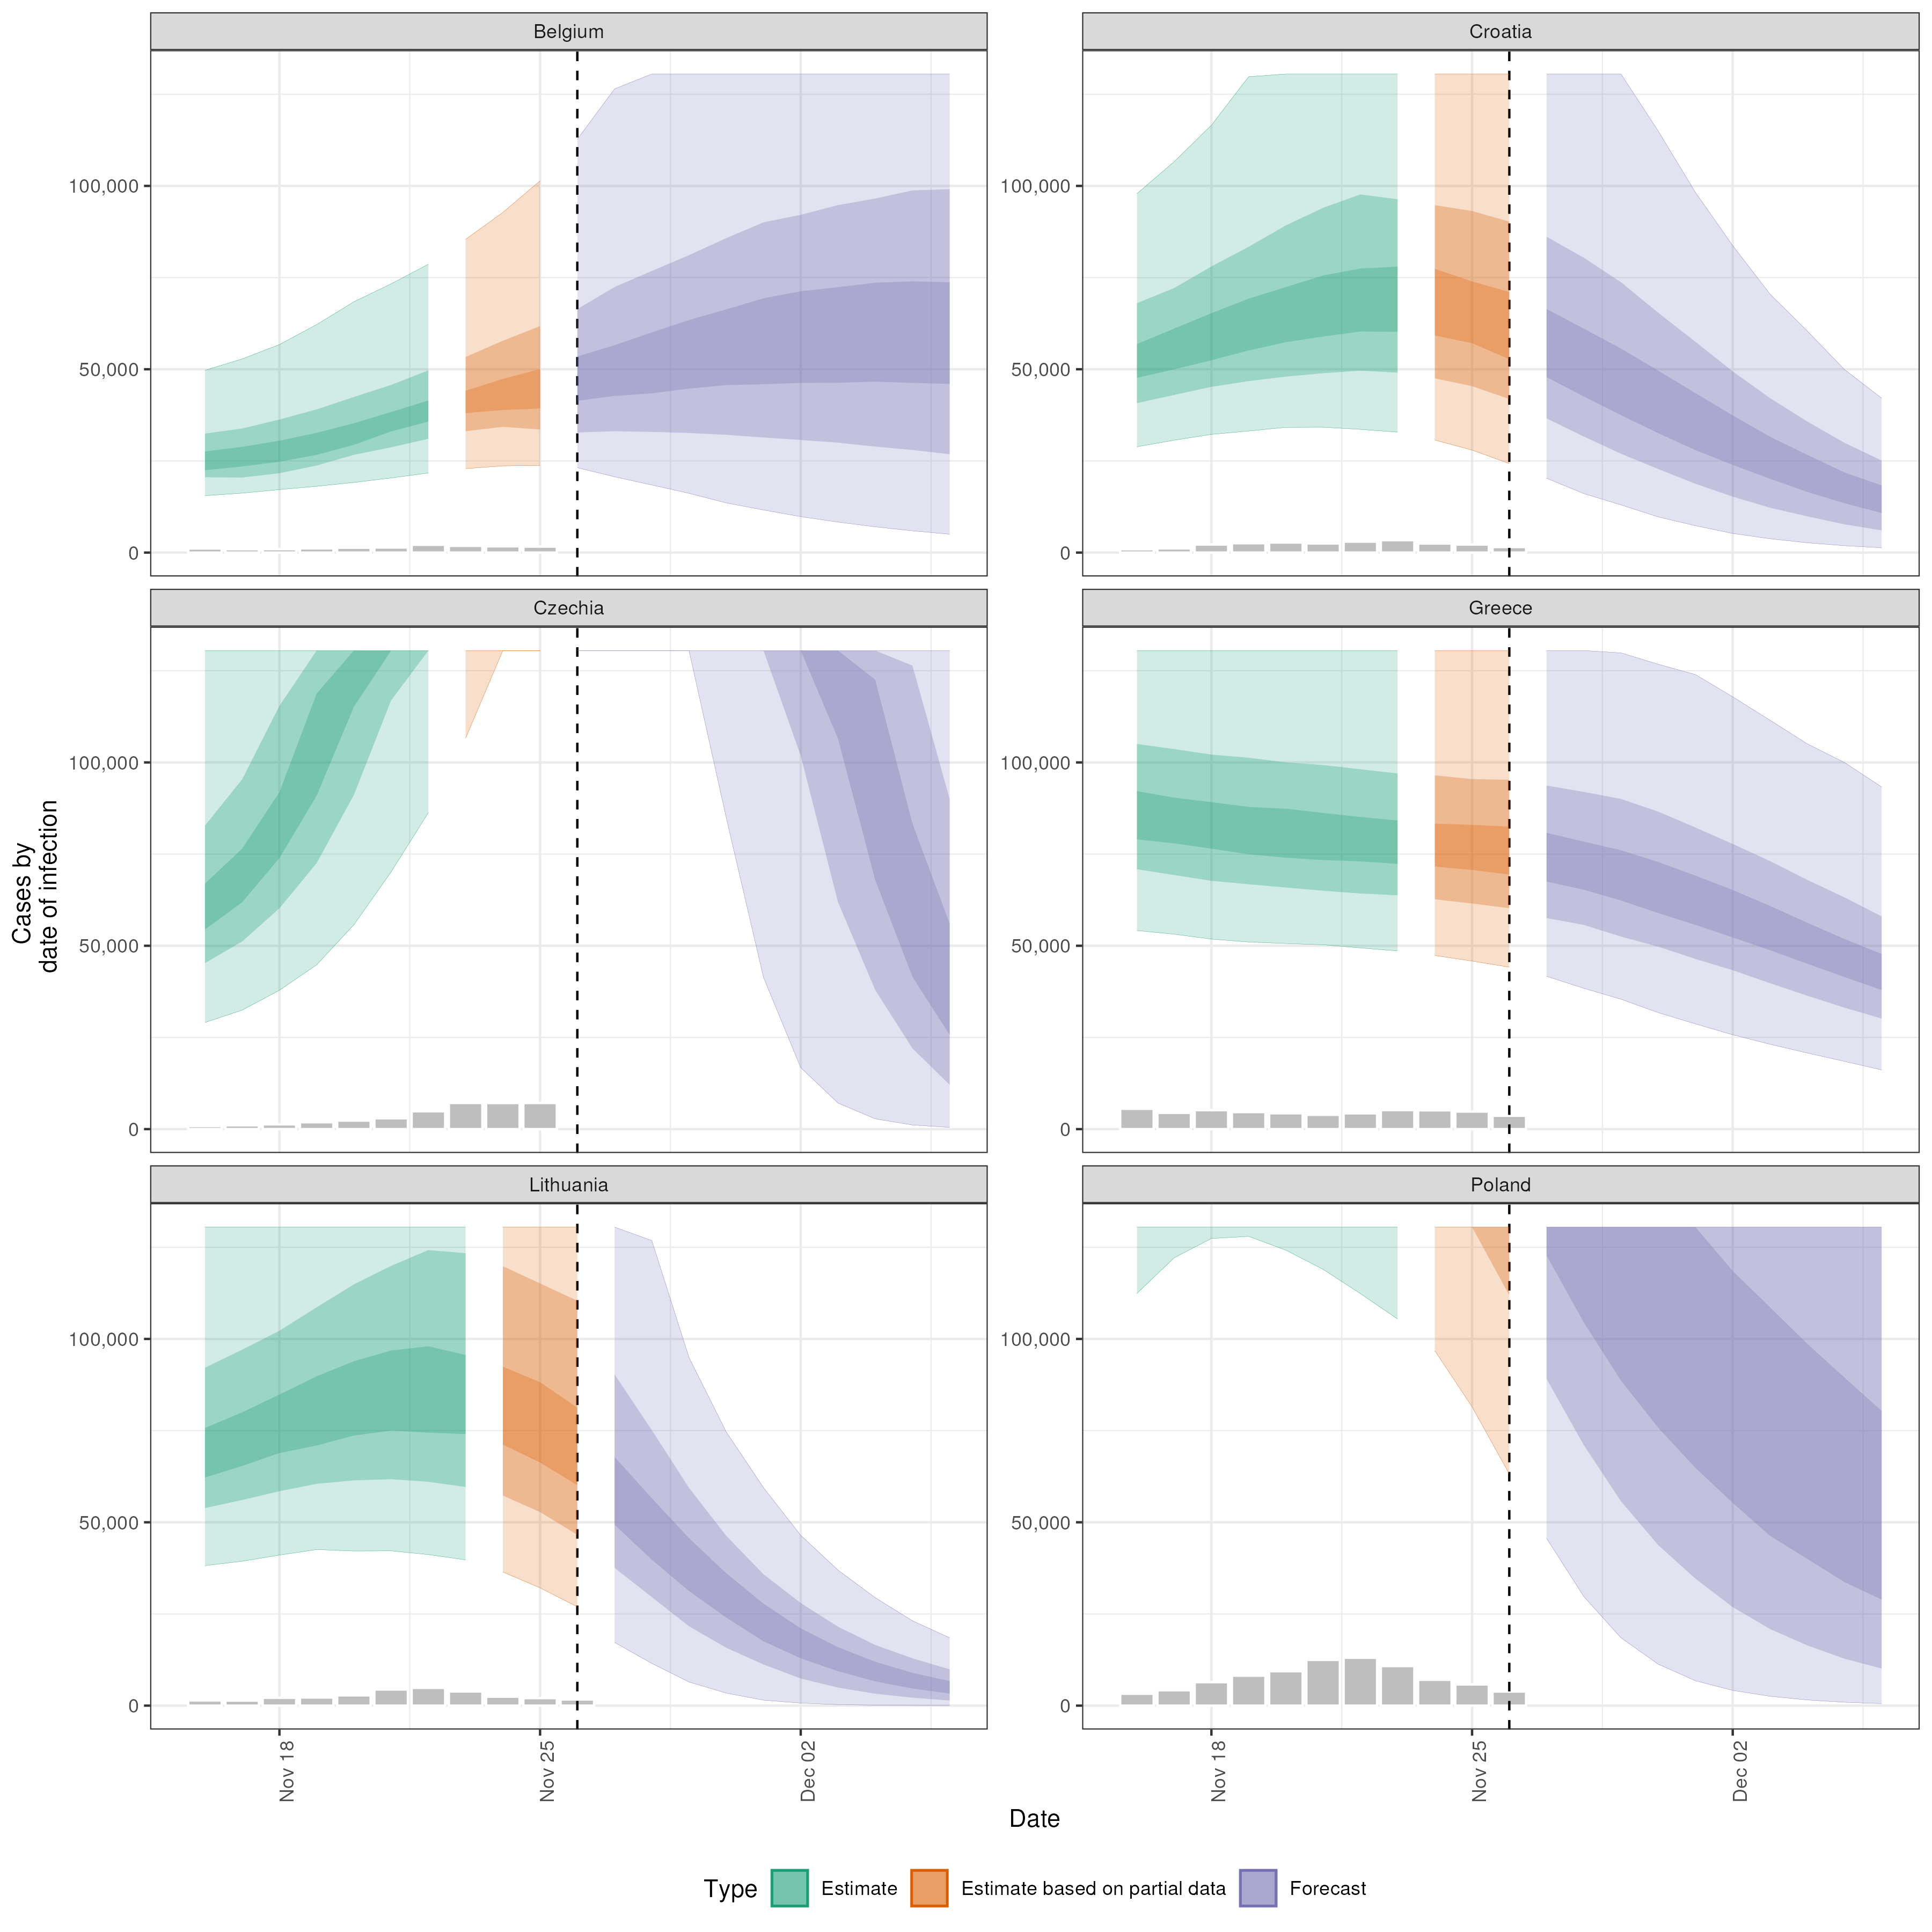 Belgium
Croatia
100,000
50,000
0
100,000
50,000
0
Czechia
Greece
100,000
50,000
0
100,000
50,000
0
Lithuania
Poland
100,000
50,000
0
100,000
50,000
0
Cases by
date of infection
Nov 18
Nov 25
Dec 02
Nov 18
Nov 25
Dec 02
Date
Type Estimate Estimate based on partial data Forecast